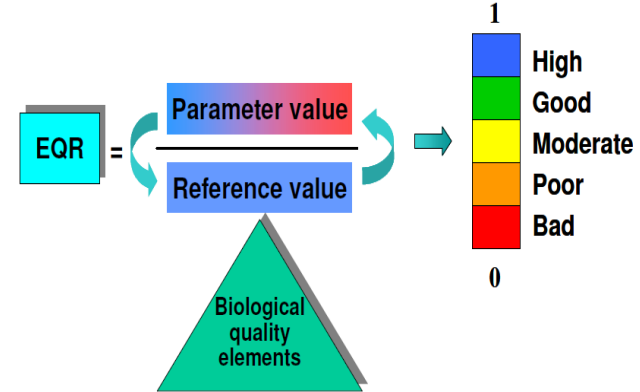 EQR
=
Parameter value
Reference value
Biological
quality
elements
1
High
Good
Moderate
Poor
Bad
0